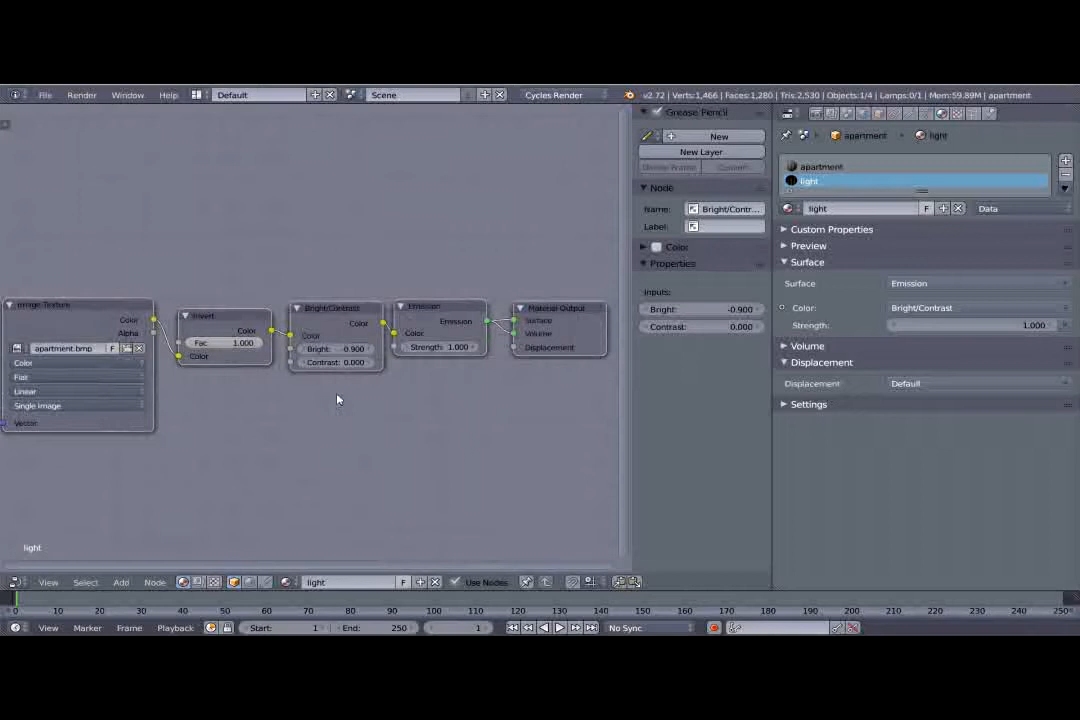 File Render Window Help Default Scene Cycles Render v2.72 | Verts:1,466 | Faces:1,280 | Tris:2,530 | Objects:1/4 | Lamps:0/1 | Mem:59.89M | apartment
Grease Pencil
New
New Layer
Node
Name: Bright/Contr...
Label:
Color
Properties
Inputs:
Bright: -0.900
Contrast: 0.000
apartment light
apartment
light
light F Data
Custom Properties
Preview
Surface
Surface Emission
Color: Bright/Contrast
Strength: 1.000
Volume
Displacement
Displacement: Default
Settings
Image Texture
Color
Alpha
apartment.bmp F
Color
Flat
Linear
Single Image
Vector
Invert
Color
Fac 1.000
Color
Bright/Contrast
Color
Color
Bright: -0.900
Contrast: 0.000
Emission
Emission
Color
Strength: 1.000
Material Output
Surface
Volume
Displacement
light
View Select Add Node light F Use Nodes
0 10 20 30 40 50 60 70 80 90 100 110 120 130 140 150 160 170 180 190 200 210 220 230 240 250
View Marker Frame Playback Start: 1 End: 250 1 No Sync